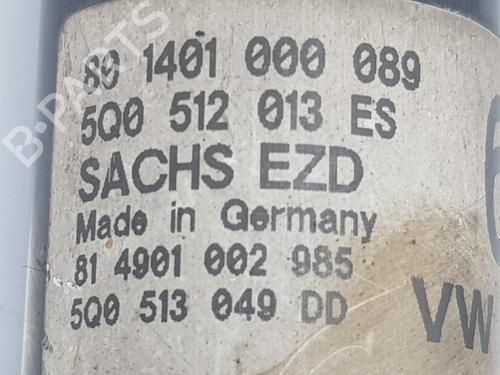 80 1401 000 089
5Q0 512 013 ES
SACHS EZD
Made in Germany
81 4901 002 985
5Q0 513 049 DD
VW
B-PARTS